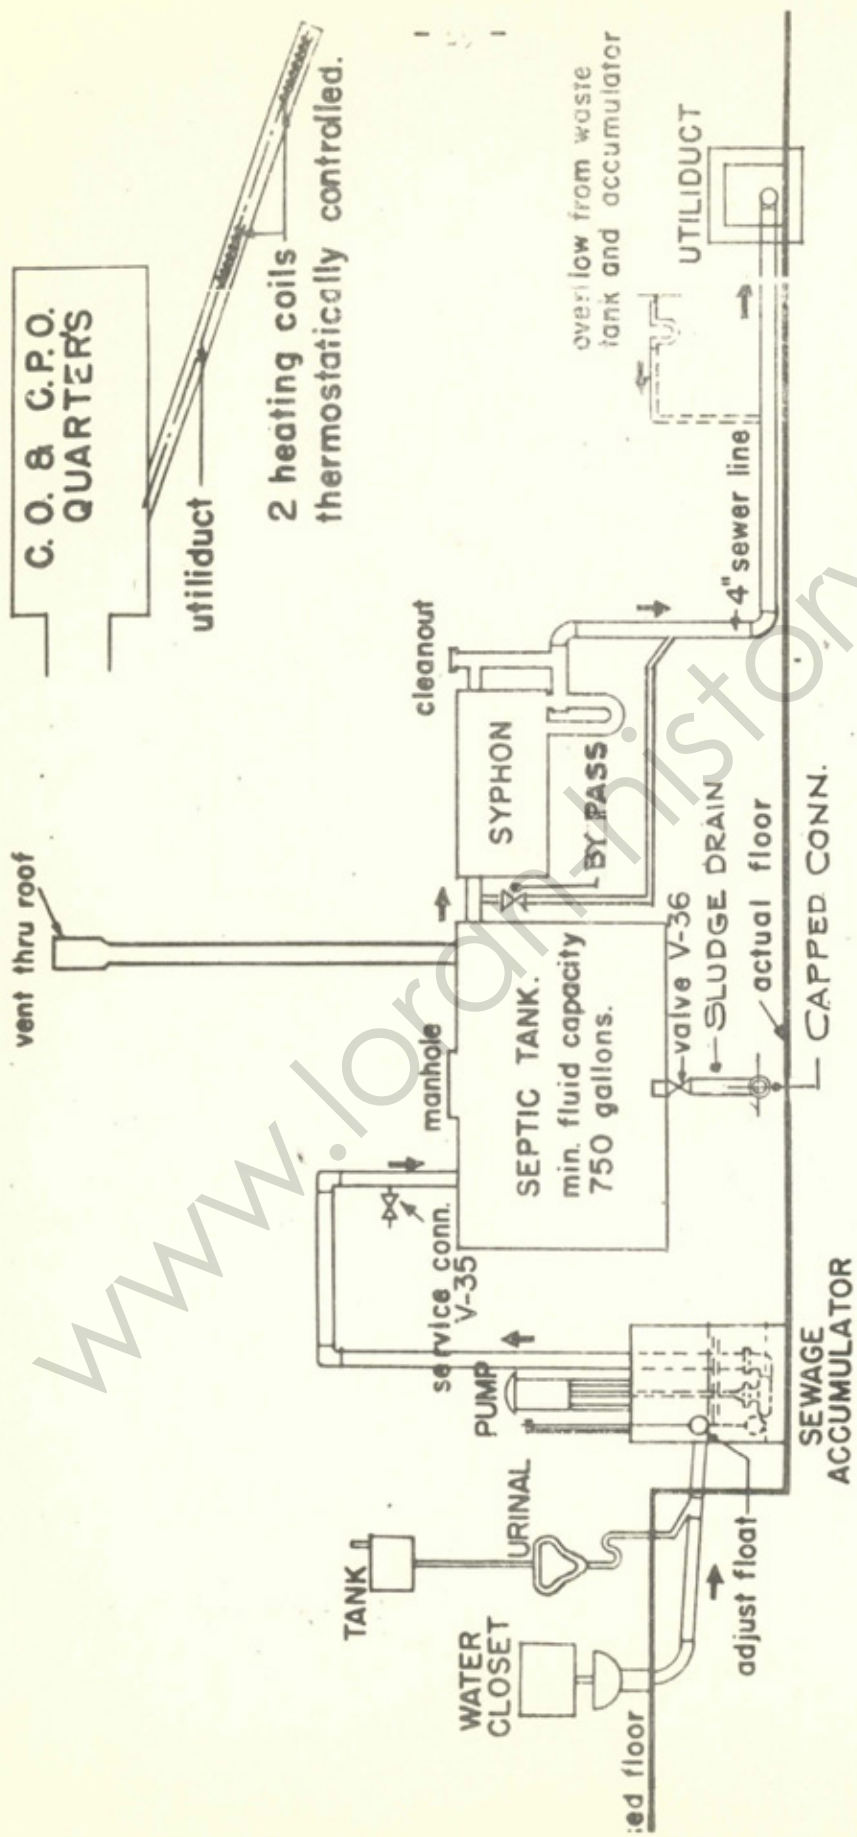 C.O. & C.P.O.
QUARTER'S
utiliduct
2 heating coils
thermostatically controlled.
vent thru roof
overflow from waste
tank and accumulator
cleanout
UTILIDUCT
manhole
SYPHON
BY PASS
4" sewer line
SEPTIC TANK.
min. fluid capacity
750 gallons.
service conn.
V-35
valve V-36
SLUDGE DRAIN
actual floor
CAPPED CONN.
PUMP
TANK
URINAL
WATER
CLOSET
adjust float
SEWAGE
ACCUMULATOR
floor
www.loran-history